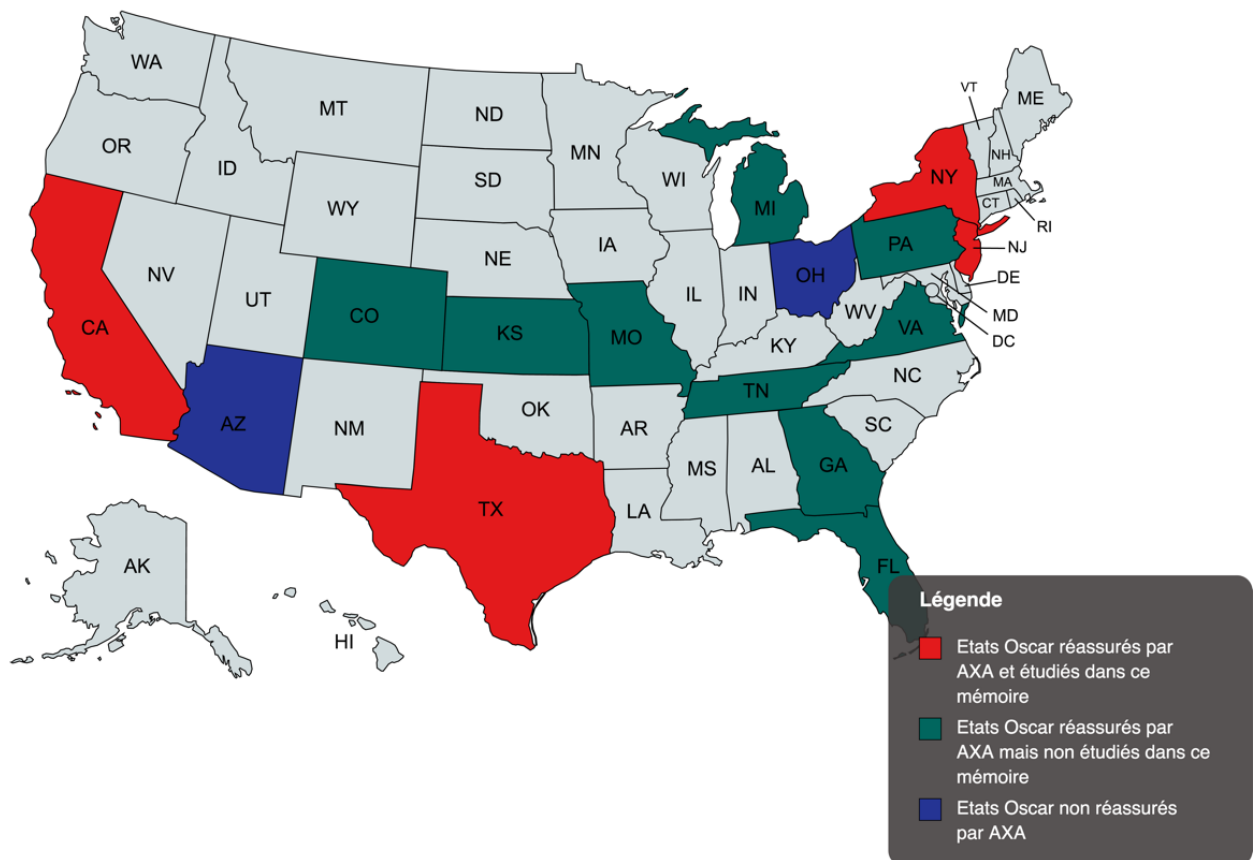 WA
MT
ND
MN
VT
ME
OR
ID
SD
WI
NH
NY
MA
WY
MI
CT
RI
IA
PA
NJ
NV
NE
OH
UT
IL
IN
DE
CA
CO
KS
MO
WV
MD
VA
DC
KY
NC
TN
AZ
NM
OK
AR
SC
MS
AL
GA
TX
LA
AK
FL
HI
Légende
Etats Oscar réassurés par
AXA et étudiés dans ce
mémoire
Etats Oscar réassurés par
AXA mais non étudiés dans ce
mémoire
Etats Oscar non réassurés
par AXA